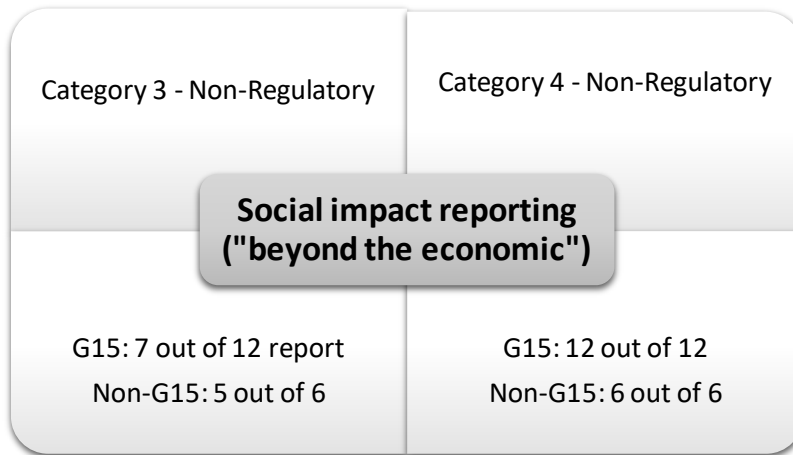 Category 3 - Non-Regulatory
Category 4 - Non-Regulatory
Social impact reporting
("beyond the economic")
G15: 7 out of 12 report
Non-G15: 5 out of 6
G15: 12 out of 12
Non-G15: 6 out of 6